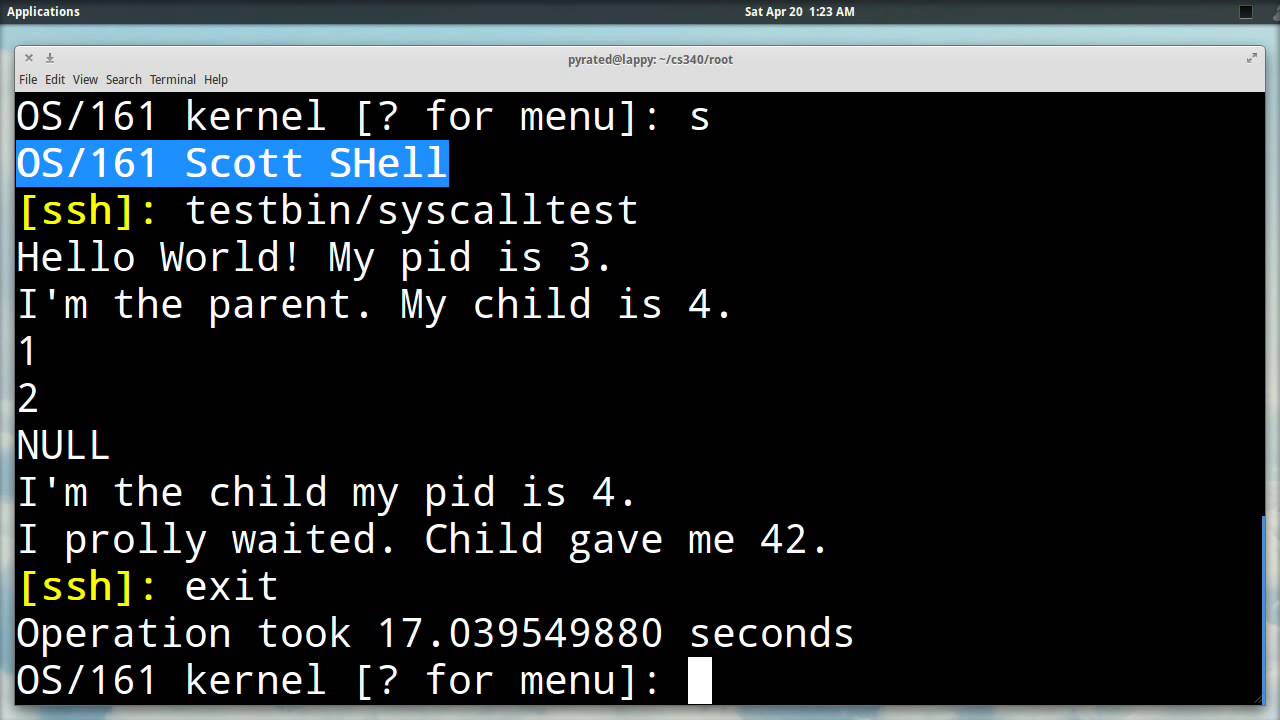 Applications
Sat Apr 20 1:23 AM
pyrated@lappy: ~/cs340/root
File Edit View Search Terminal Help
OS/161 kernel [? for menu]: s
OS/161 Scott SHell
[ssh]: testbin/syscalltest
Hello World! My pid is 3.
I'm the parent. My child is 4.
1
2
NULL
I'm the child my pid is 4.
I prolly waited. Child gave me 42.
[ssh]: exit
Operation took 17.039549880 seconds
OS/161 kernel [? for menu]: